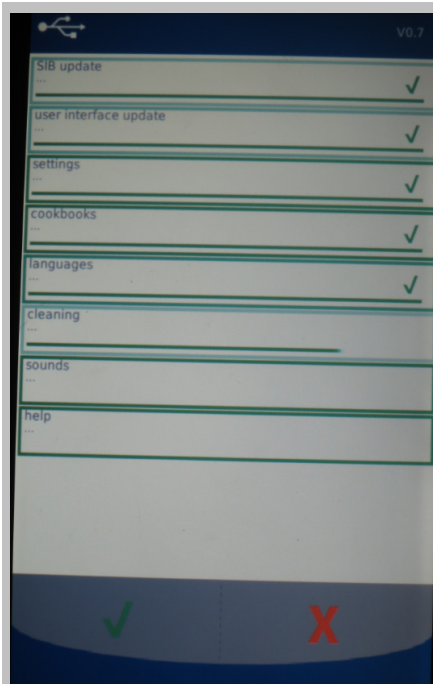 V0.7
SIB update
...
user interface update
...
settings
...
cookbooks
...
languages
...
cleaning
...
sounds
...
help
...